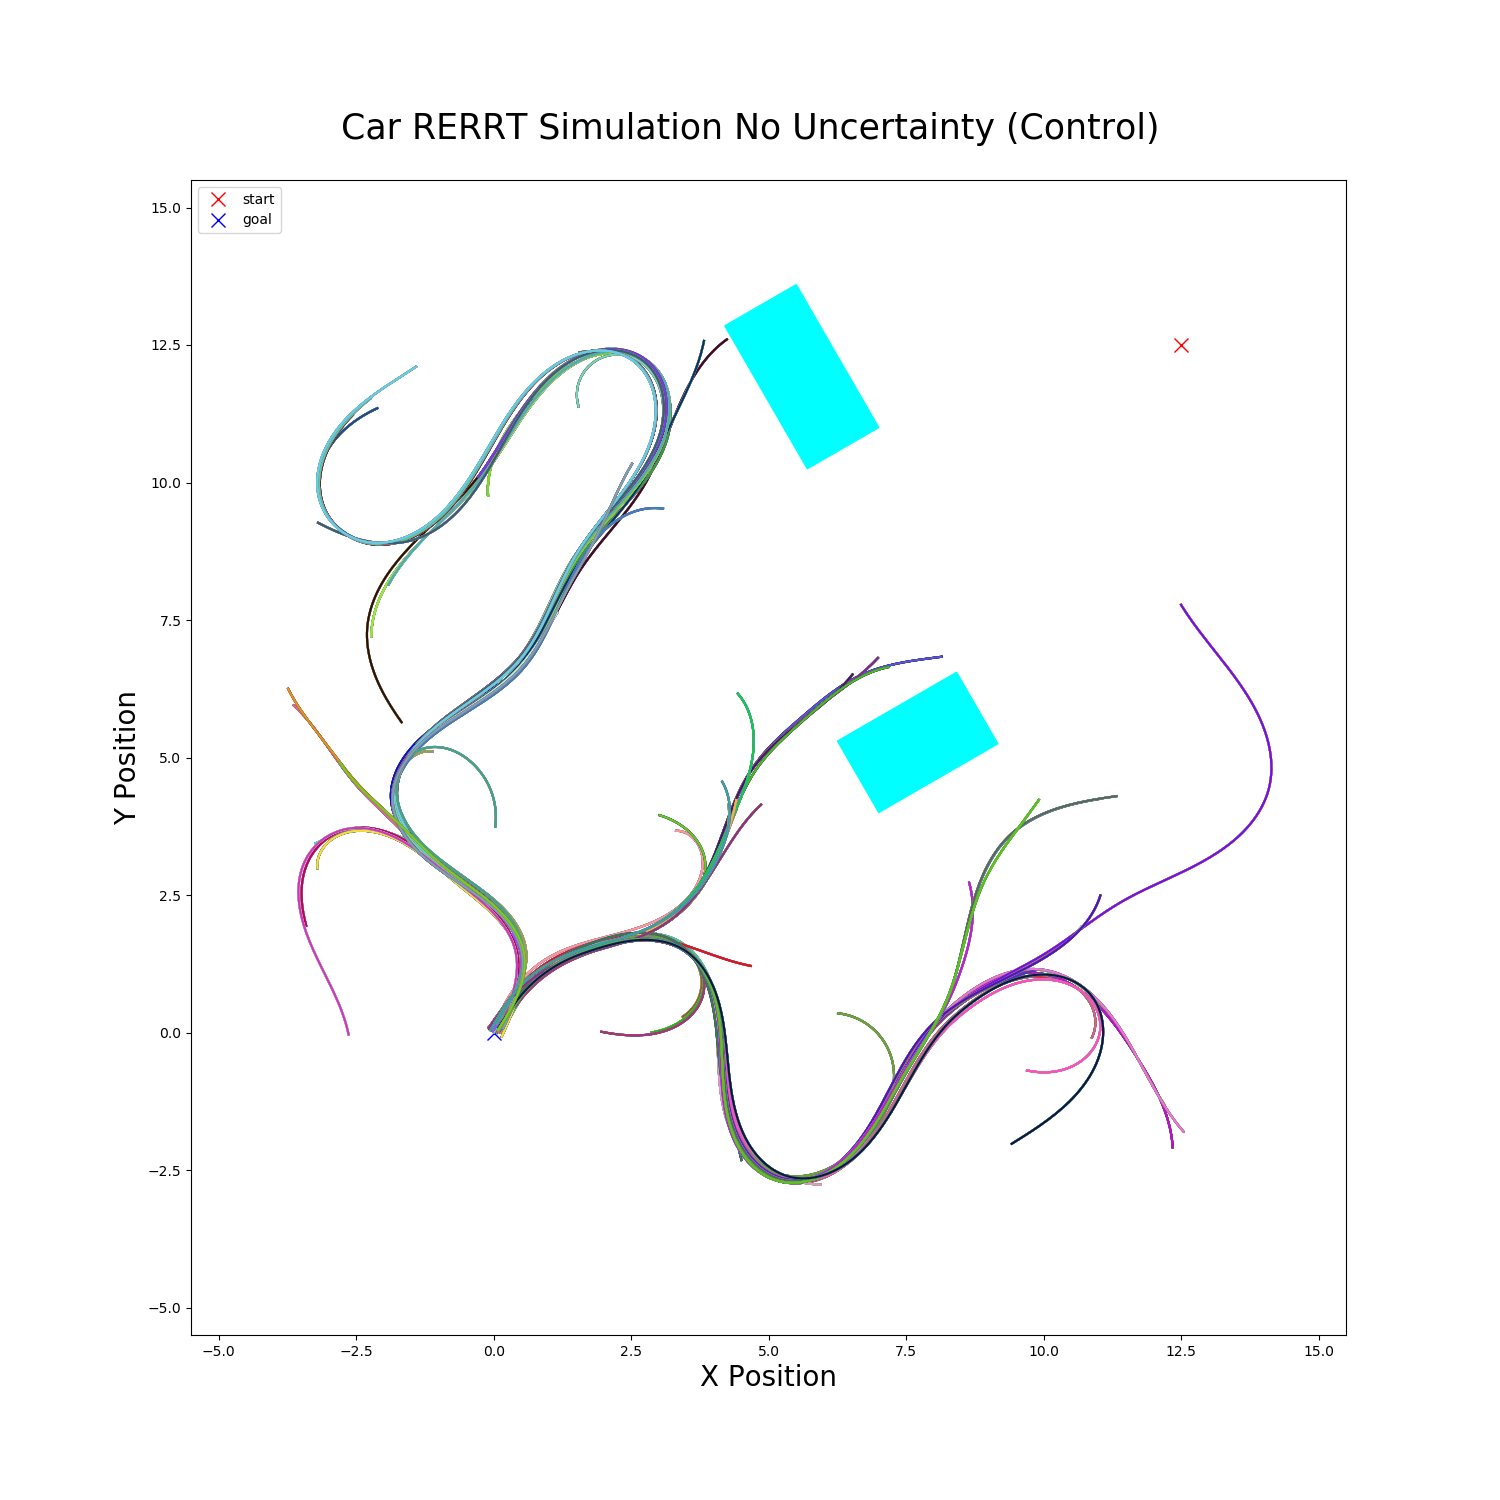 Car RERRT Simulation No Uncertainty (Control)
start
goal
15.0
12.5
10.0
7.5
5.0
2.5
0.0
−2.5
−5.0
Y Position
−5.0 −2.5 0.0 2.5 5.0 7.5 10.0 12.5 15.0
X Position